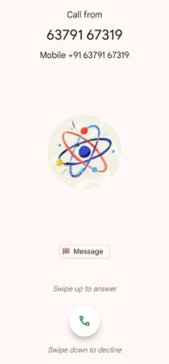 Call from
63791 67319
Mobile +91 63791 67319
Message
Swipe up to answer
Swipe down to decline